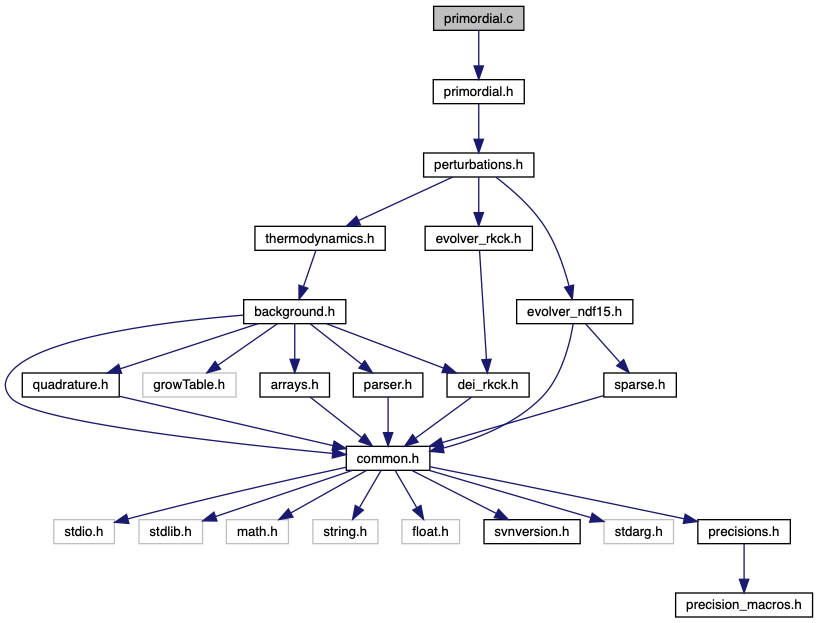 primordial.c
primordial.h
perturbations.h
thermodynamics.h
evolver_rkck.h
background.h
evolver_ndf15.h
quadrature.h
growTable.h
arrays.h
parser.h
dei_rkck.h
sparse.h
common.h
stdio.h
stdlib.h
math.h
string.h
float.h
svnversion.h
stdarg.h
precisions.h
precision_macros.h